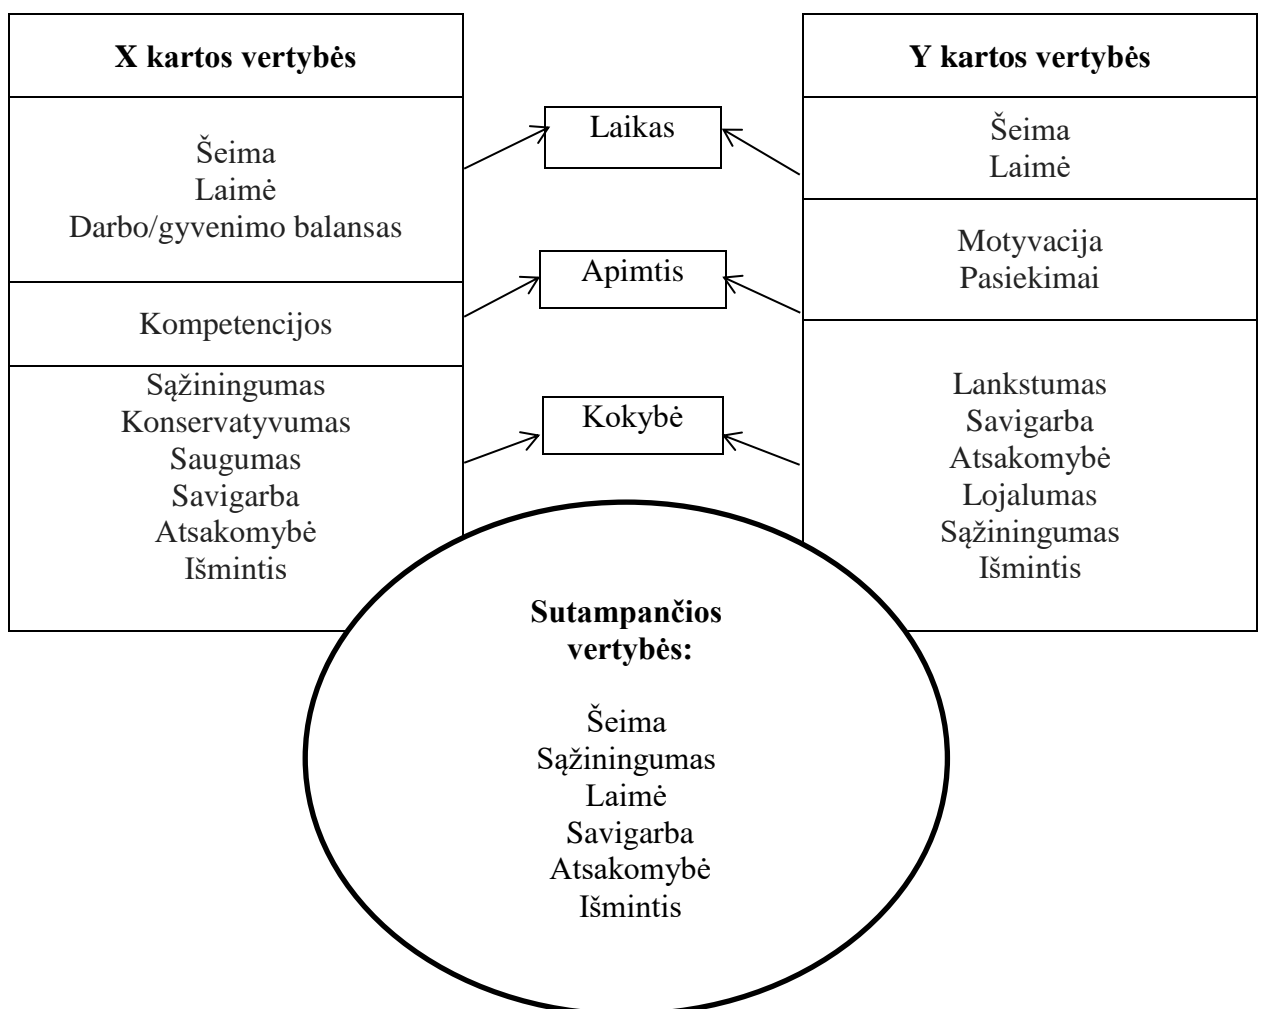 X kartos vertybės
Šeima
Laimė
Darbo/gyvenimo balansas
Kompetencijos
Sąžiningumas
Konservatyvumas
Saugumas
Savigarba
Atsakomybė
Išmintis
Laikas
Apimtis
Kokybė
Y kartos vertybės
Šeima
Laimė
Motyvacija
Pasiekimai
Lankstumas
Savigarba
Atsakomybė
Lojalumas
Sąžiningumas
Išmintis
Sutampančios
vertybės:
Šeima
Sąžiningumas
Laimė
Savigarba
Atsakomybė
Išmintis